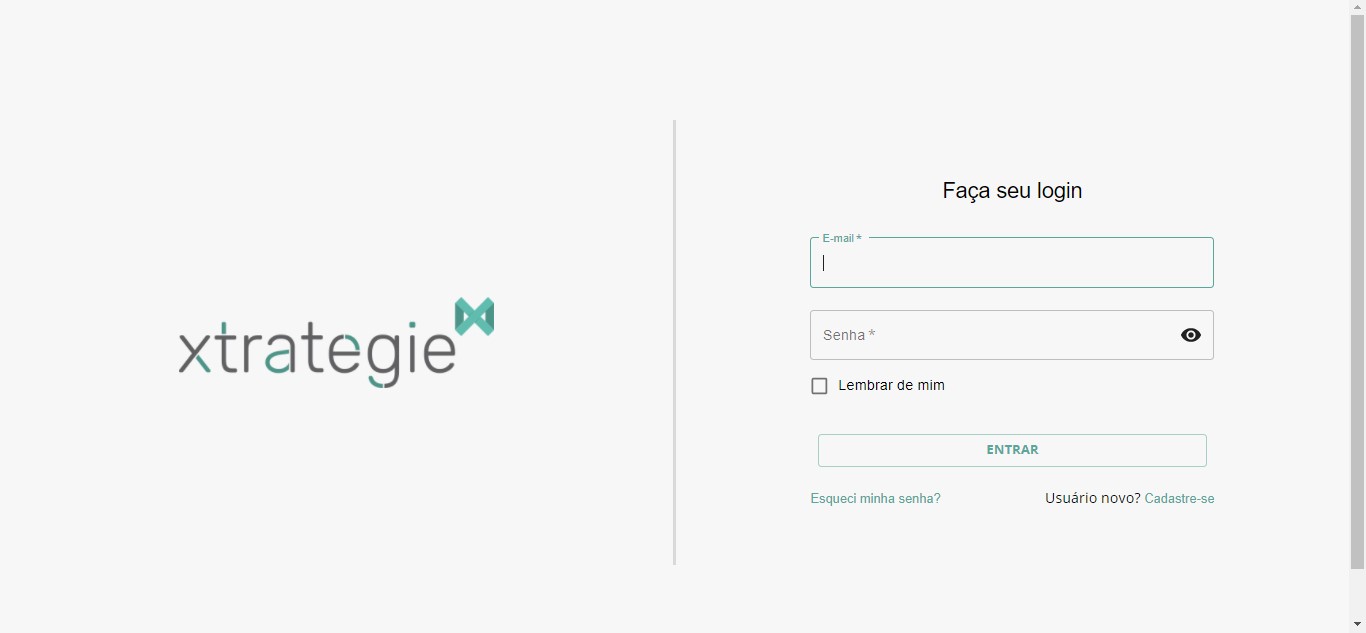 xtrategie
Faça seu login
E-mail *
Senha *
Lembrar de mim
ENTRAR
Esqueci minha senha?
Usuário novo? Cadastre-se